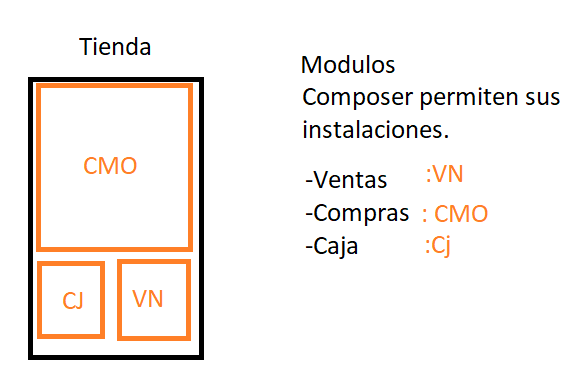 Tienda
CMO
CJ
VN
Modulos
Composer permiten sus
instalaciones.
-Ventas :VN
-Compras : CMO
-Caja :Cj